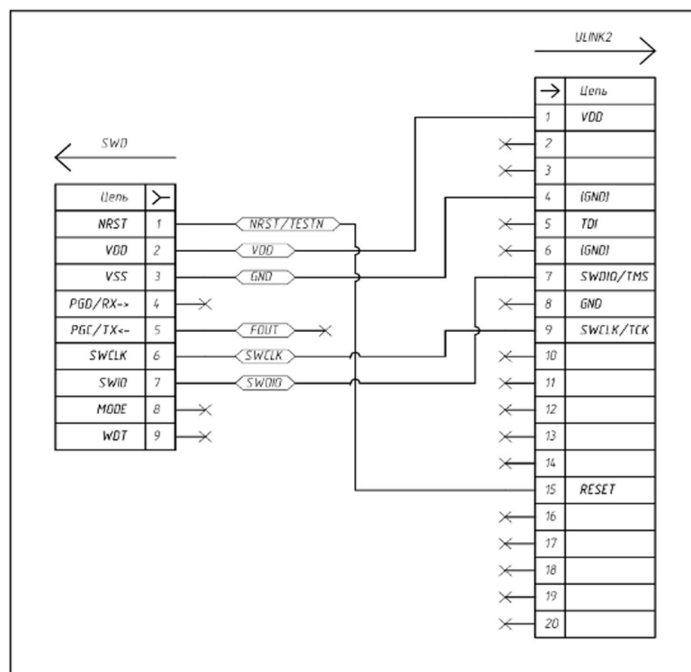 ULINK2
→ Цепь
1 VDD
2
3
4 (GND)
5 TDI
6 (GND)
7 SWDIO/TMS
8 GND
9 SWCLK/TCK
10
11
12
13
14
15 RESET
16
17
18
19
20
SWD
Цепь
NRST 1 NRST/TESTN
VDD 2 VDD
VSS 3 GND
PGD/RX-> 4
PGC/TX<- 5 FOUT
SWCLK 6 SWCLK
SWIO 7 SWDIO
MODE 8
WDT 9